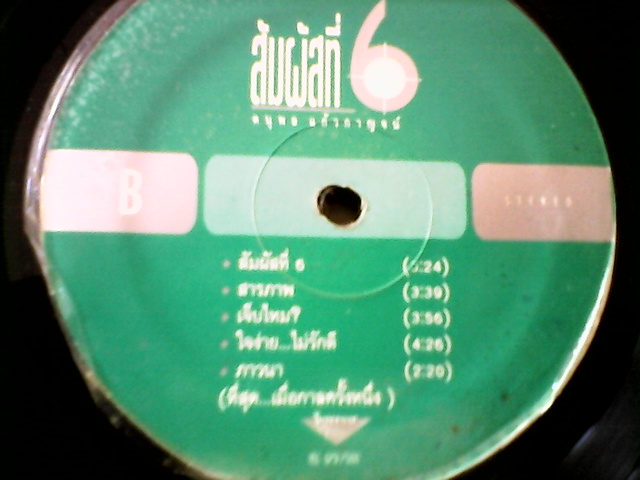 สัมผัสที่ 6
B
STEREO
สัมผัสที่ 6 (3:24)
สารภาพ (3:39)
เจ็บไหม? (3:56)
ใจง่าย...ไม่รักดี (4:26)
ภาวนา (2:20)
(ที่สุด...เมื่อกาลครั้งหนึ่ง )